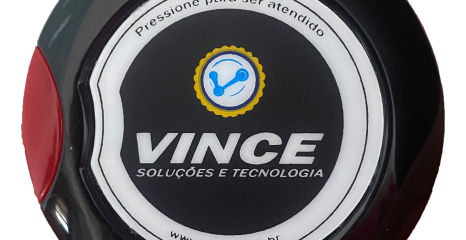 Pressione para ser atendido
VINCE
SOLUÇÕES E TECNOLOGIA